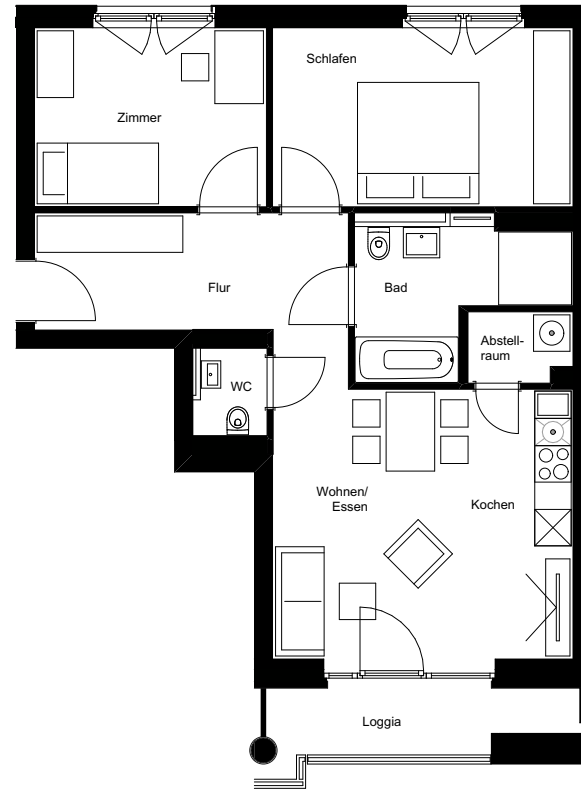 Schlafen
Zimmer
Flur
Bad
Abstell-
raum
WC
Wohnen/
Essen
Kochen
Loggia